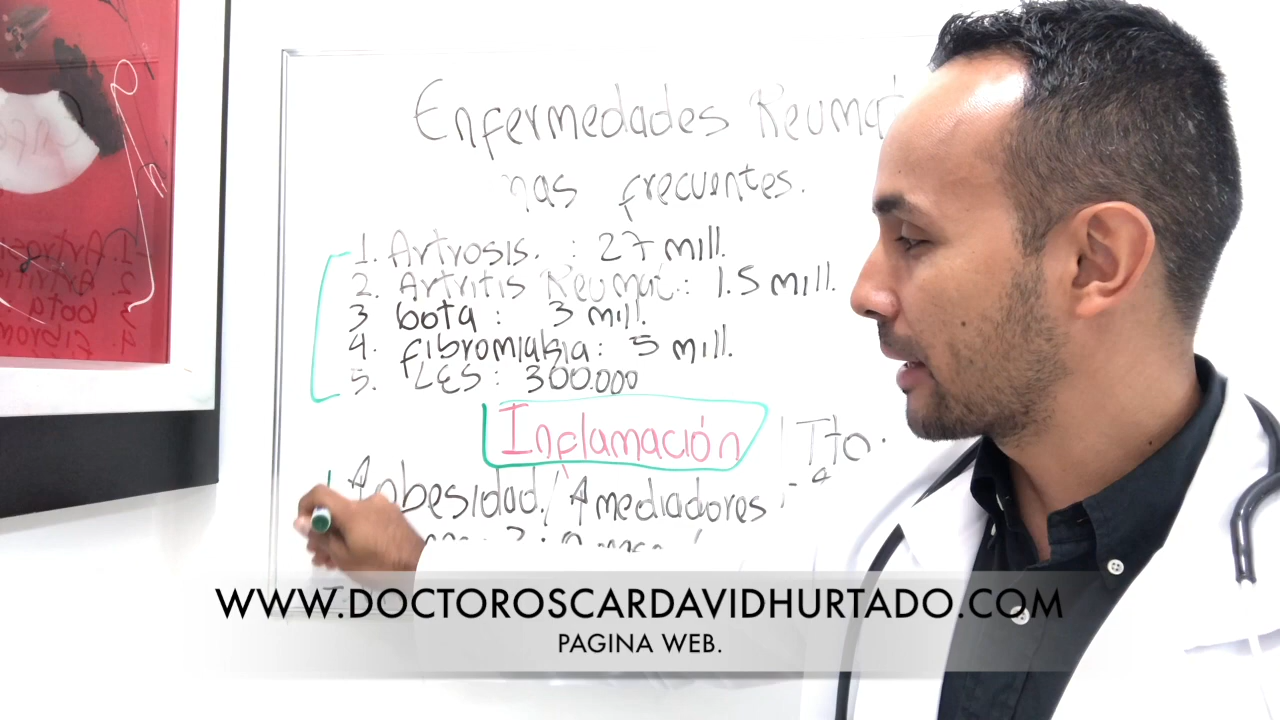 Enfermedades Reumat
mas frecuentes.
1. Artrosis. : 27 mill.
2. Artritis Reumat.: 1.5 mill.
3 bota : 3 mill.
4. fibromialgia: 5 mill.
5. LES : 300.000
Inflamación / Tto.
obesidad / mediadores
WWW.DOCTOROSCARDAVIDHURTADO.COM
PAGINA WEB.